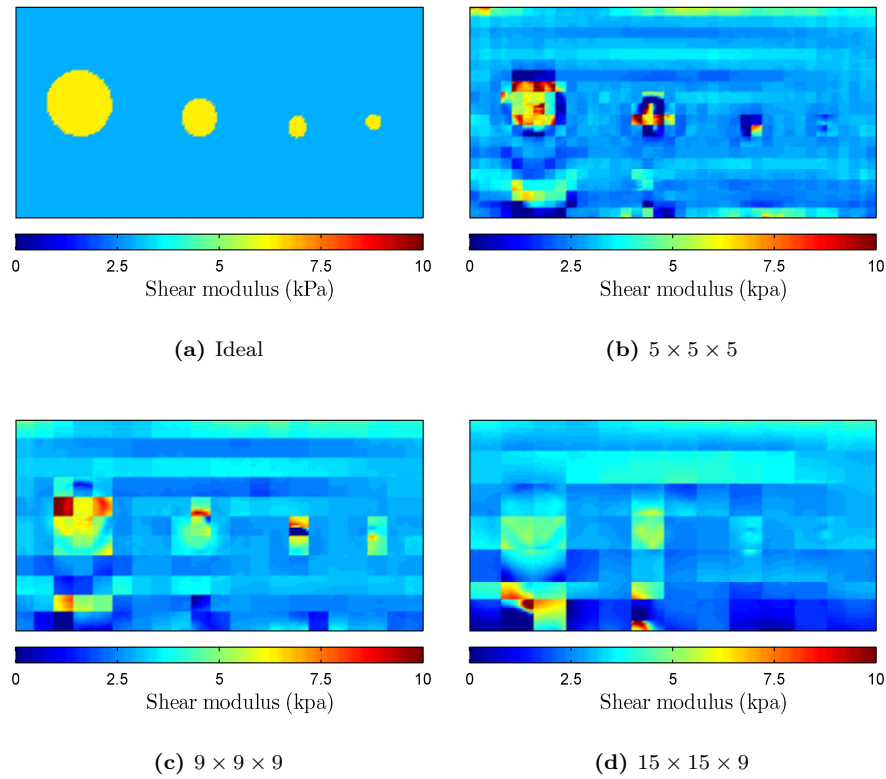 0 2.5 5 7.5 10
Shear modulus (kPa)
(a) Ideal
0 2.5 5 7.5 10
Shear modulus (kpa)
(b) 5 × 5 × 5
0 2.5 5 7.5 10
Shear modulus (kpa)
(c) 9 × 9 × 9
0 2.5 5 7.5 10
Shear modulus (kpa)
(d) 15 × 15 × 9